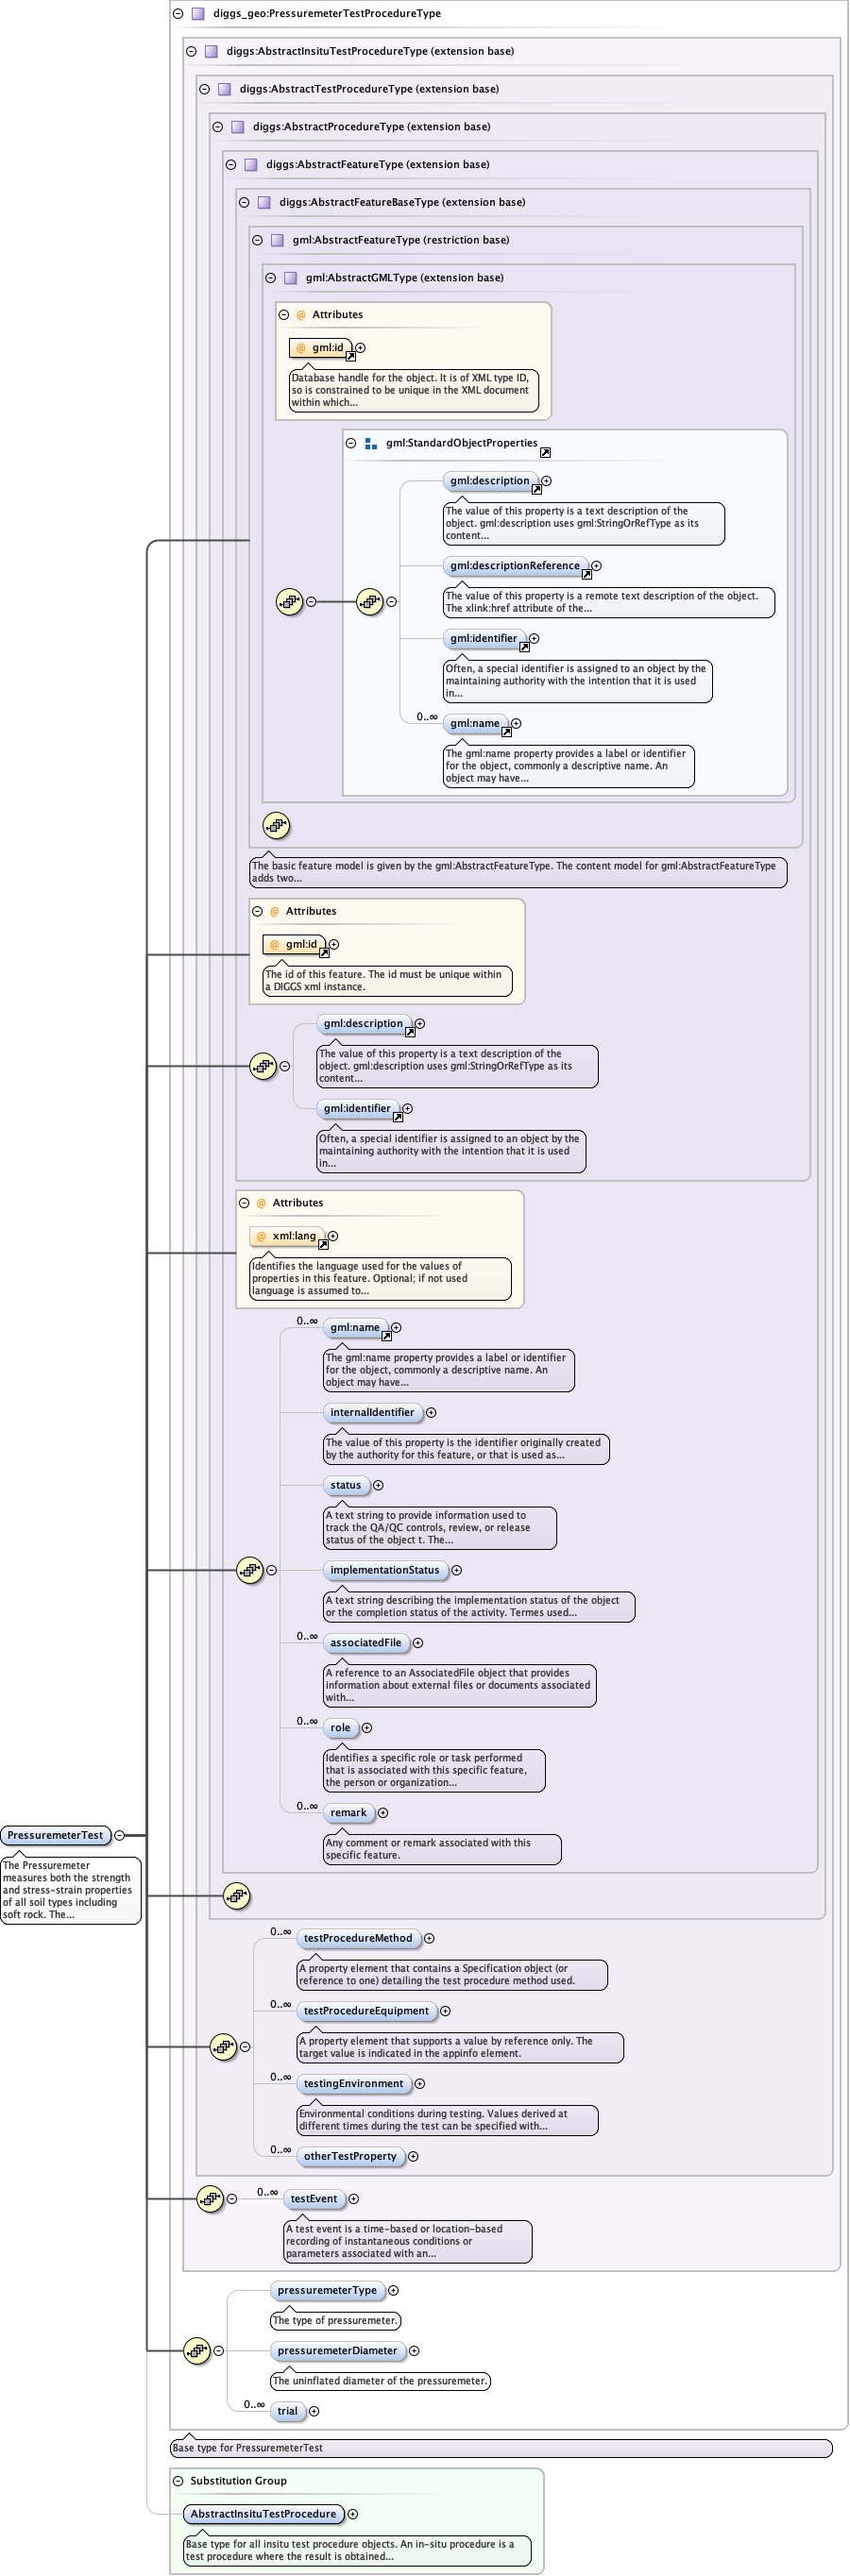 diggs_geo:PressuremeterTestProcedureType
diggs:AbstractInsituTestProcedureType (extension base)
diggs:AbstractTestProcedureType (extension base)
diggs:AbstractProcedureType (extension base)
diggs:AbstractFeatureType (extension base)
diggs:AbstractFeatureBaseType (extension base)
gml:AbstractFeatureType (restriction base)
gml:AbstractGMLType (extension base)
@ Attributes
@ gml:id
Database handle for the object. It is of XML type ID,
so is constrained to be unique in the XML document
within which...
gml:StandardObjectProperties
gml:description
The value of this property is a text description of the
object. gml:description uses gml:StringOrRefType as its
content...
gml:descriptionReference
The value of this property is a remote text description of the object.
The xlink:href attribute of the...
gml:identifier
Often, a special identifier is assigned to an object by the
maintaining authority with the intention that it is used
in...
0..∞ gml:name
The gml:name property provides a label or identifier
for the object, commonly a descriptive name. An
object may have...
The basic feature model is given by the gml:AbstractFeatureType. The content model for gml:AbstractFeatureType
adds two...
@ Attributes
@ gml:id
The id of this feature. The id must be unique within
a DIGGS xml instance.
gml:description
The value of this property is a text description of the
object. gml:description uses gml:StringOrRefType as its
content...
gml:identifier
Often, a special identifier is assigned to an object by the
maintaining authority with the intention that it is used
in...
@ Attributes
@ xml:lang
Identifies the language used for the values of
properties in this feature. Optional; if not used
language is assumed to...
0..∞ gml:name
The gml:name property provides a label or identifier
for the object, commonly a descriptive name. An
object may have...
internalIdentifier
The value of this property is the identifier originally created
by the authority for this feature, or that is used as...
status
A text string to provide information used to
track the QA/QC controls, review, or release
status of the object t. The...
implementationStatus
A text string describing the implementation status of the object
or the completion status of the activity. Termes used...
0..∞ associatedFile
A reference to an AssociatedFile object that provides
information about external files or documents associated
with...
0..∞ role
Identifies a specific role or task performed
that is associated with this specific feature,
the person or organization...
0..∞ remark
Any comment or remark associated with this
specific feature.
PressuremeterTest
The Pressuremeter
measures both the strength
and stress-strain properties
of all soil types including
soft rock. The...
0..∞ testProcedureMethod
A property element that contains a Specification object (or
reference to one) detailing the test procedure method used.
0..∞ testProcedureEquipment
A property element that supports a value by reference only. The
target value is indicated in the appinfo element.
0..∞ testingEnvironment
Environmental conditions during testing. Values derived at
different times during the test can be specified with...
0..∞ otherTestProperty
0..∞ testEvent
A test event is a time-based or location-based
recording of instantaneous conditions or
parameters associated with an...
pressuremeterType
The type of pressuremeter.
pressuremeterDiameter
The uninflated diameter of the pressuremeter.
0..∞ trial
Base type for PressuremeterTest
Substitution Group
AbstractInsituTestProcedure
Base type for all insitu test procedure objects. An in-situ procedure is a
test procedure where the result is obtained...